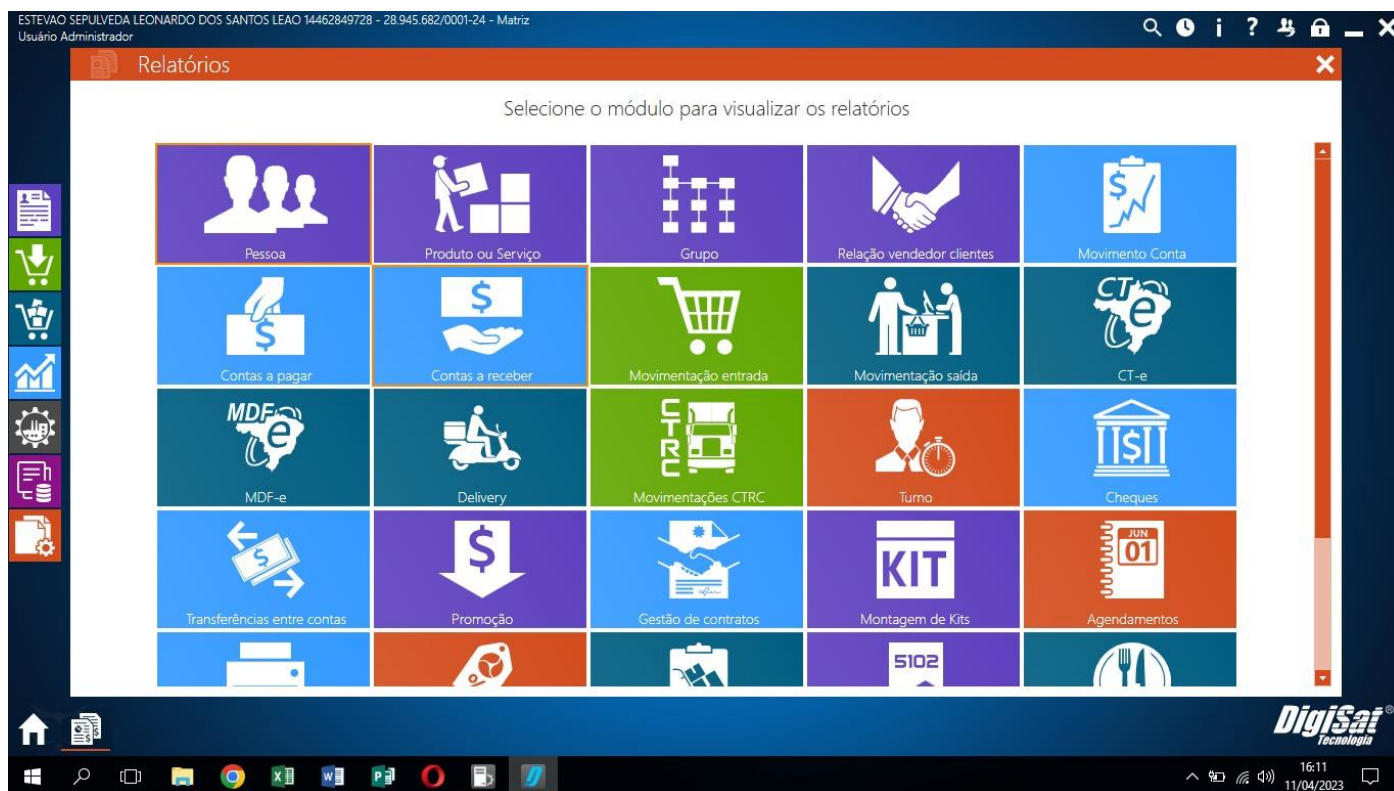 ESTEVAO SEPULVEDA LEONARDO DOS SANTOS LEAO 14462849728 - 28.945.682/0001-24 - Matriz
Usuário Administrador
Relatórios
Selecione o módulo para visualizar os relatórios
Pessoa
Produto ou Serviço
Grupo
Relação vendedor clientes
$
Movimento Conta
$
Contas a pagar
$
Contas a receber
Movimentação entrada
Movimentação saída
CTe
CT-e
MDFe
MDF-e
Delivery
CTRC
Movimentações CTRC
Turno
$
Cheques
$
Transferências entre contas
$
Promoção
Gestão de contratos
KIT
Montagem de Kits
JUN
01
Agendamentos
5102
DigiSat®
Tecnologia
16:11
11/04/2023